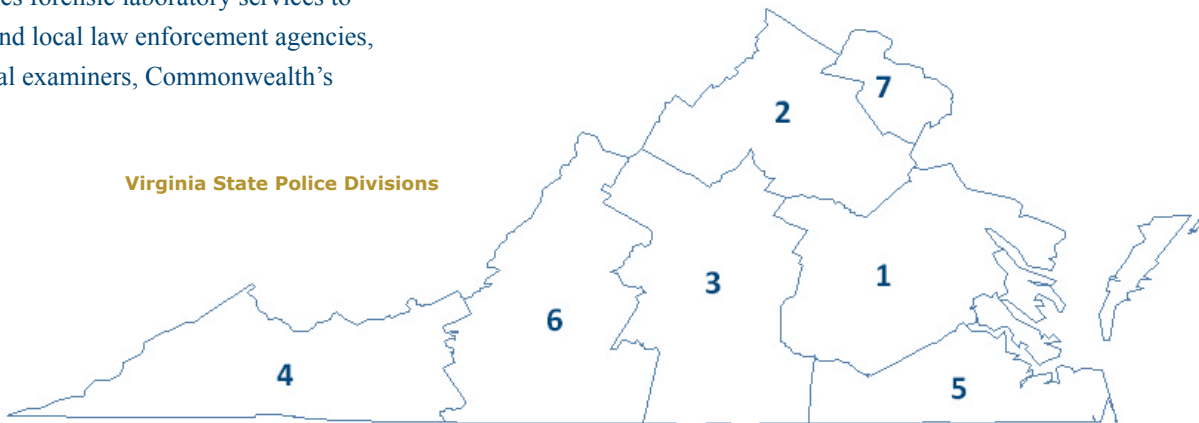 es forensic laboratory services to
nd local law enforcement agencies,
al examiners, Commonwealth’s
Virginia State Police Divisions
7
2
1
3
6
4
5